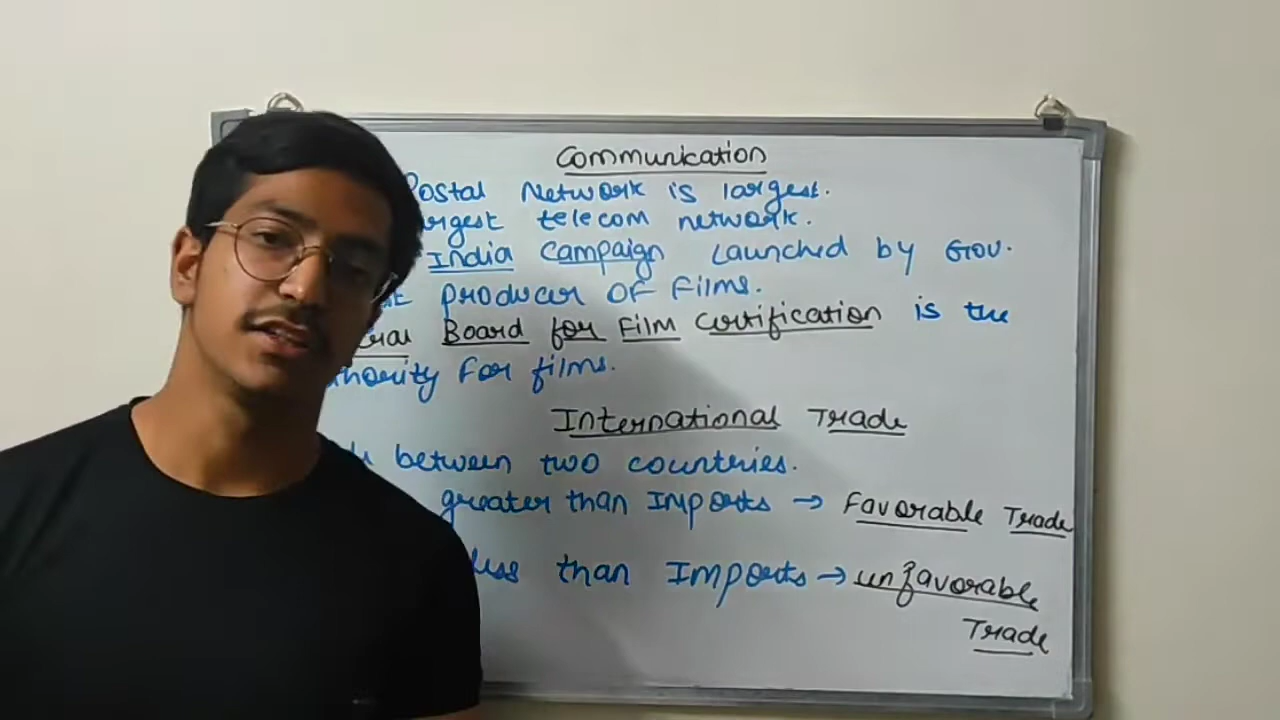 Communication
Postal Network is largest.
telecom network.
India Campaign Launched by Gov.
producer of Films.
Board for Film Certification is the
for films.
International Trade
between two countries.
greater than Imports → Favorable Trade
less than Imports → unfavorable
Trade